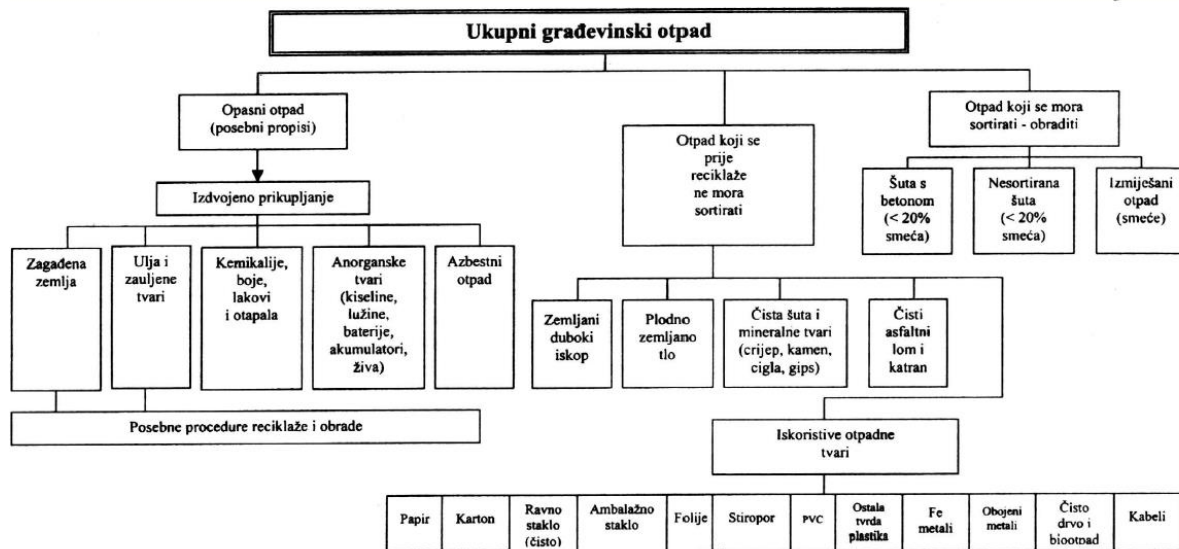 Ukupni građevinski otpad
Opasni otpad
(posebni propisi)
Otpad koji se
prije
reciklaže
ne mora
sortirati
Otpad koji se mora
sortirati - obraditi
Izdvojeno prikupljanje
Šuta s
betonom
(< 20%
smeća)
Nesortirana
šuta
(< 20%
smeća)
Izmiješani
otpad
(smeće)
Zagađena
zemlja
Ulja i
zauljene
tvari
Kemikalije,
boje,
lakovi
i otapala
Anorganske
tvari
(kiseline,
lužine,
baterije,
akumulatori,
živa)
Azbestni
otpad
Zemljani
duboki
iskop
Plodno
zemljano
tlo
Čista šuta i
mineralne tvari
(crijep, kamen,
cigla, gips)
Čisti
asfaltni
lom i
katran
Posebne procedure reciklaže i obrade
Iskoristive otpadne
tvari
Papir
Karton
Ravno
staklo
(čisto)
Ambalažno
staklo
Folije
Stiropor
PVC
Ostala
tvrda
plastika
Fe
metali
Obojeni
metali
Čisto
drvo i
biootpad
Kabeli